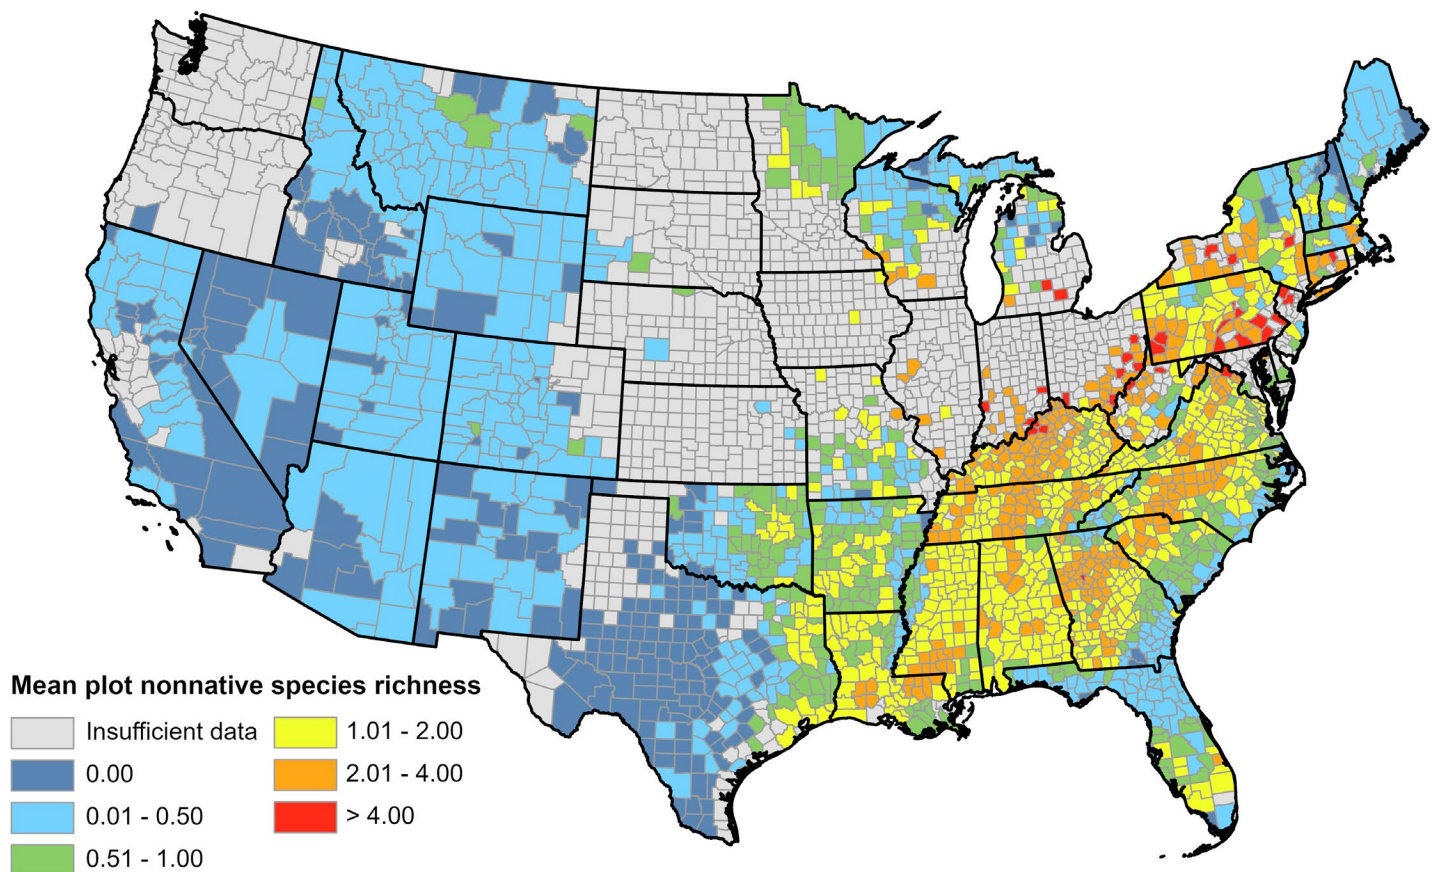 Mean plot nonnative species richness
Insufficient data
0.00
0.01 - 0.50
0.51 - 1.00
1.01 - 2.00
2.01 - 4.00
> 4.00